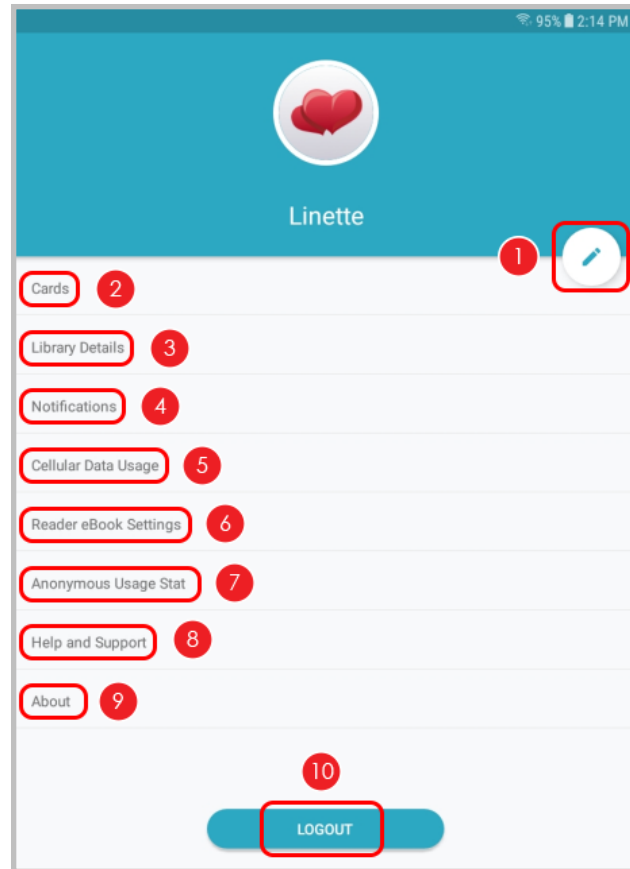 95% 2:14 PM
Linette
1
Cards 2
Library Details 3
Notifications 4
Cellular Data Usage 5
Reader eBook Settings 6
Anonymous Usage Stat 7
Help and Support 8
About 9
10
LOGOUT